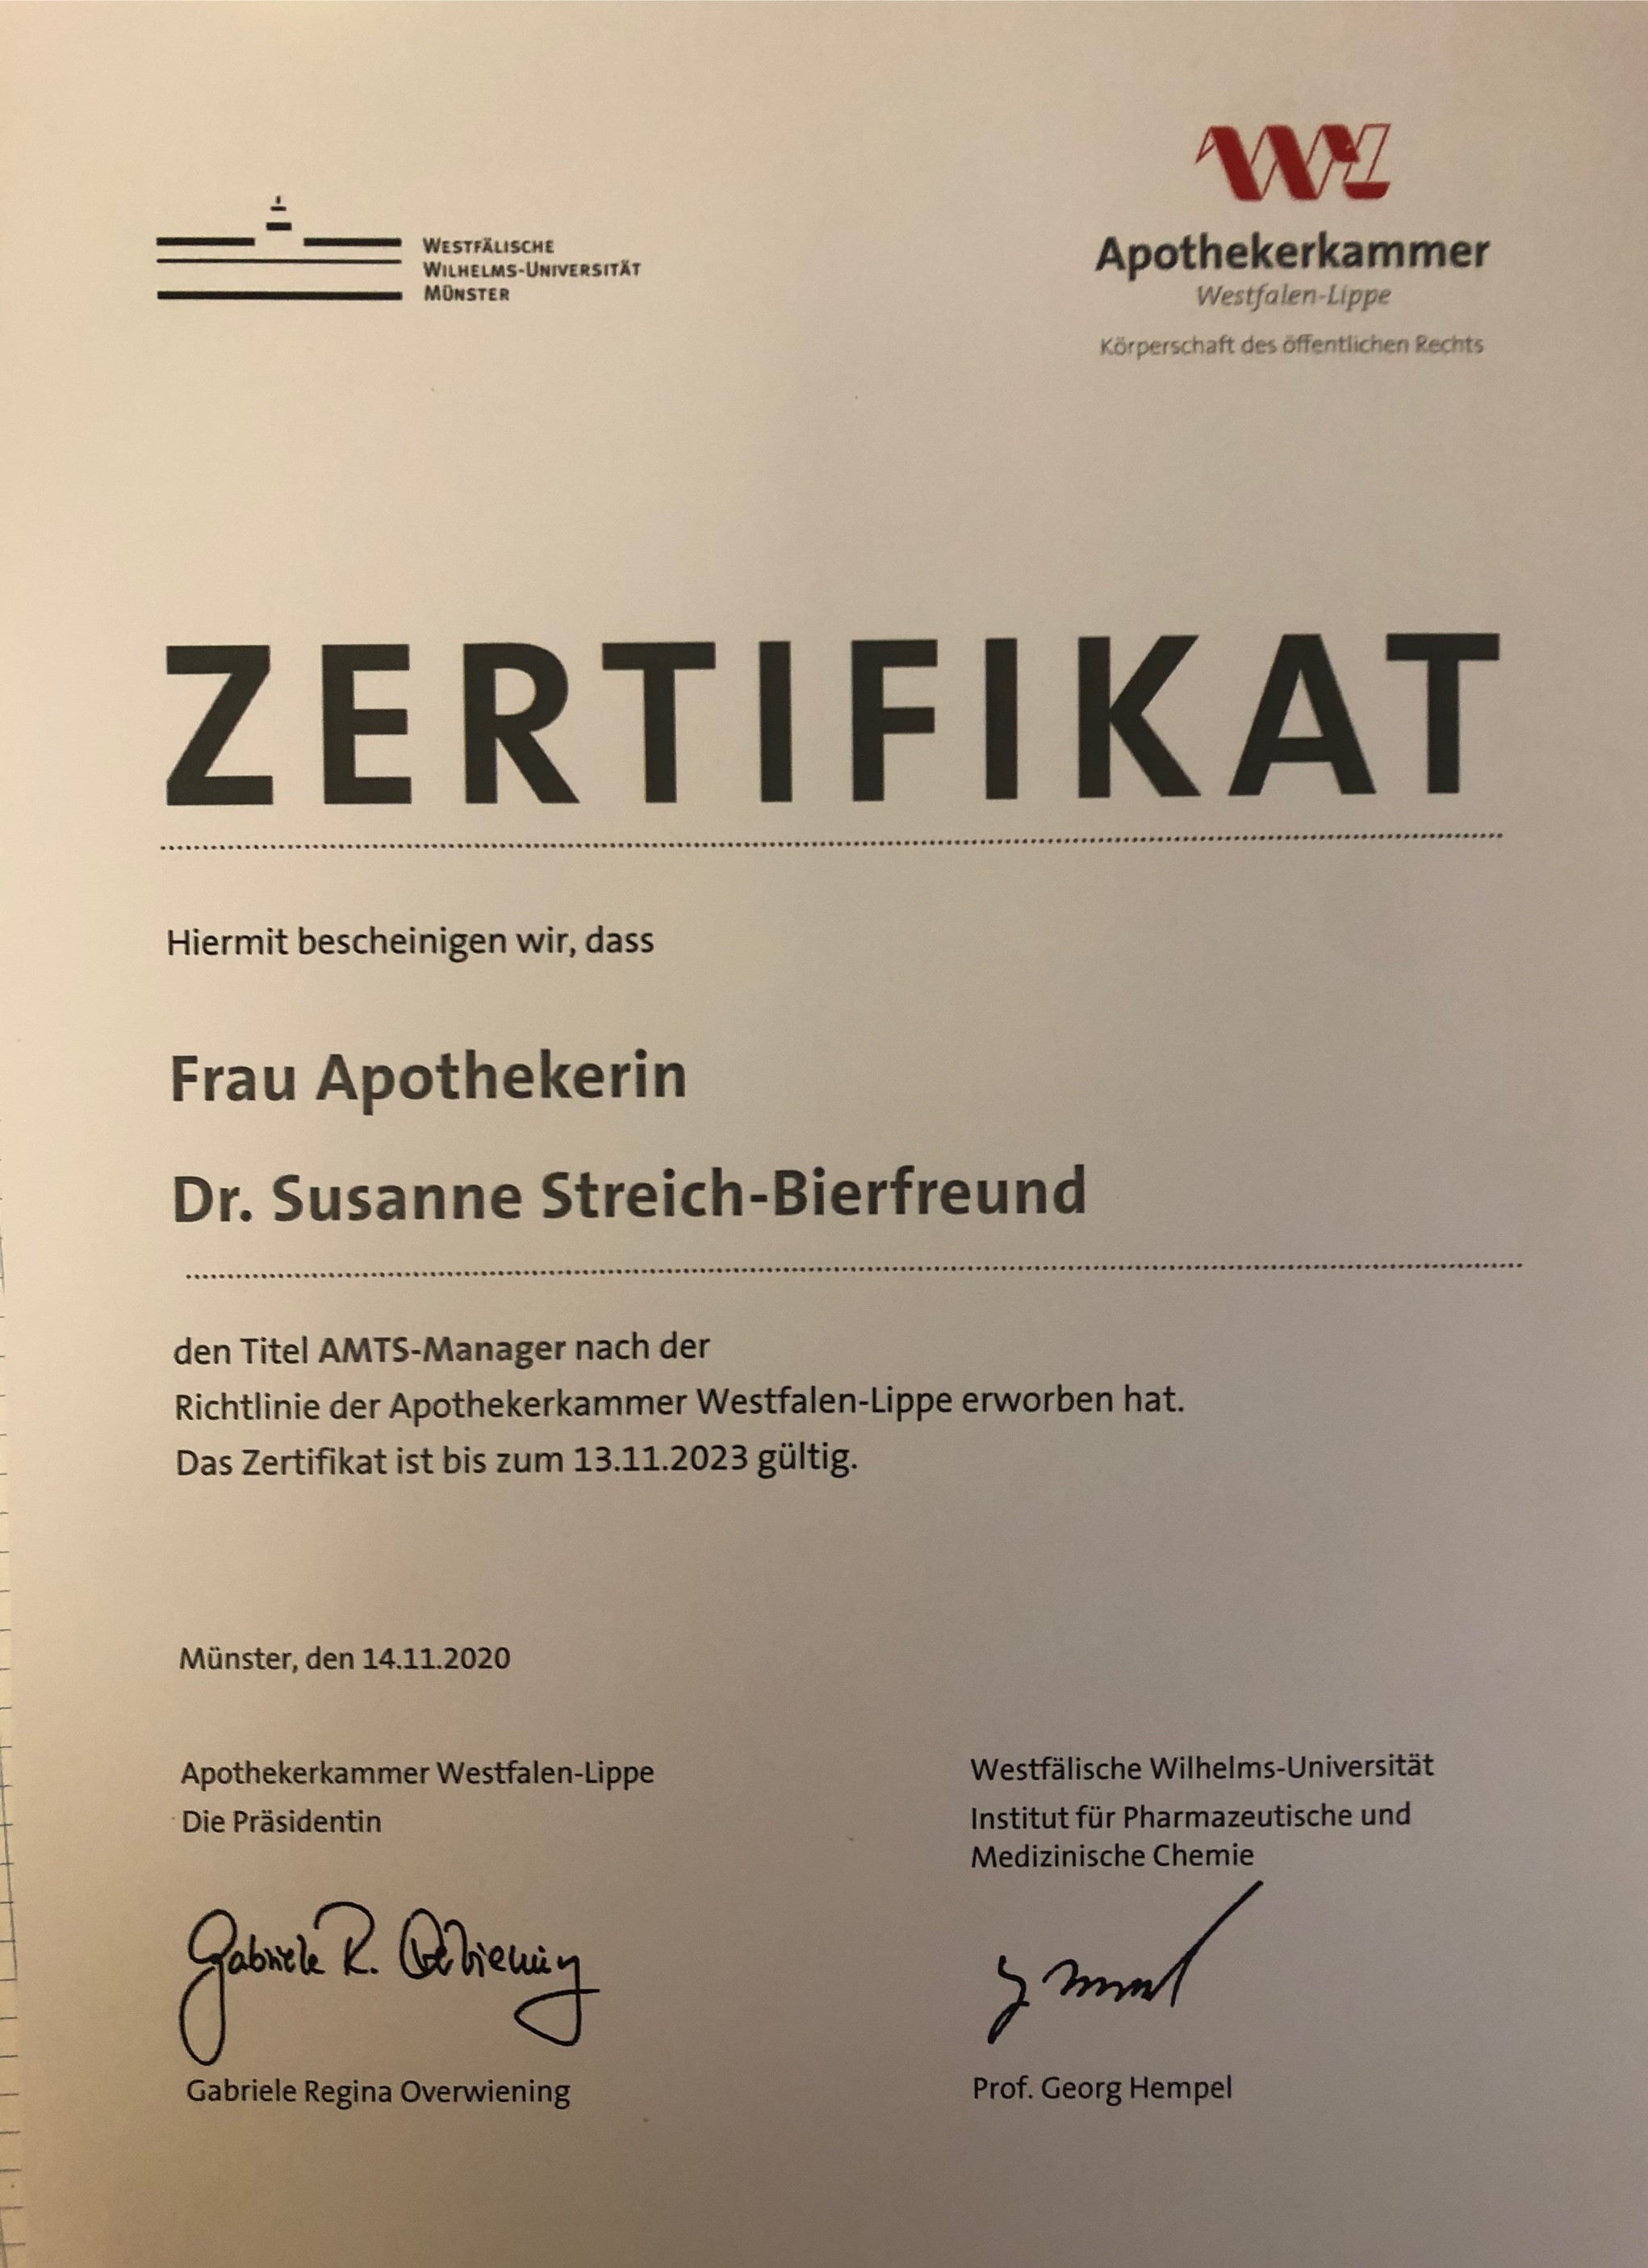 WESTFÄLISCHE
WILHELMS-UNIVERSITÄT
MÜNSTER
WL
Apothekerkammer
Westfalen-Lippe
Körperschaft des öffentlichen Rechts
ZERTIFIKAT
Hiermit bescheinigen wir, dass
Frau Apothekerin
Dr. Susanne Streich-Bierfreund
den Titel AMTS-Manager nach der
Richtlinie der Apothekerkammer Westfalen-Lippe erworben hat.
Das Zertifikat ist bis zum 13.11.2023 gültig.
Münster, den 14.11.2020
Apothekerkammer Westfalen-Lippe
Die Präsidentin
Gabriele R. Overwiening
Gabriele Regina Overwiening
Westfälische Wilhelms-Universität
Institut für Pharmazeutische und
Medizinische Chemie
Prof. Georg Hempel